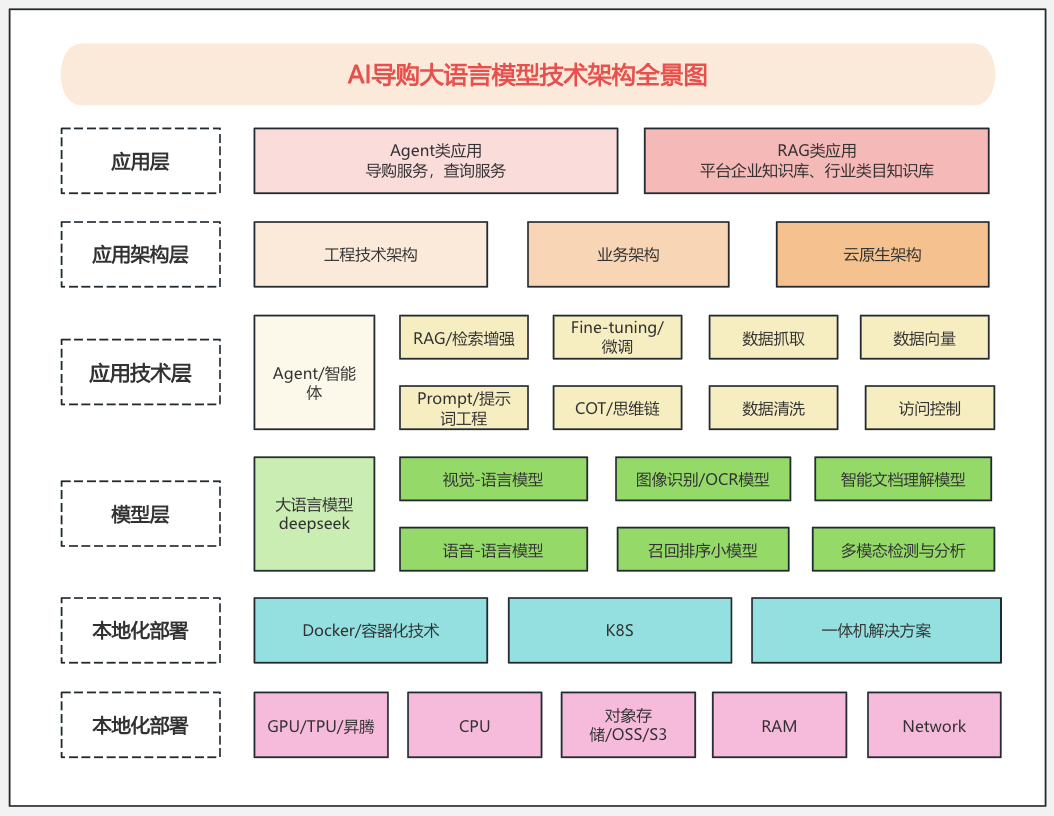 AI导购大语言模型技术架构全景图
应用层
Agent类应用
导购服务，查询服务
RAG类应用
平台企业知识库、行业类目知识库
应用架构层
工程技术架构
业务架构
云原生架构
应用技术层
Agent/智能
体
RAG/检索增强
Fine-tuning/
微调
数据抓取
数据向量
Prompt/提示
词工程
COT/思维链
数据清洗
访问控制
模型层
大语言模型
deepseek
视觉-语言模型
图像识别/OCR模型
智能文档理解模型
语音-语言模型
召回排序小模型
多模态检测与分析
本地化部署
Docker/容器化技术
K8S
一体机解决方案
本地化部署
GPU/TPU/昇腾
CPU
对象存
储/OSS/S3
RAM
Network